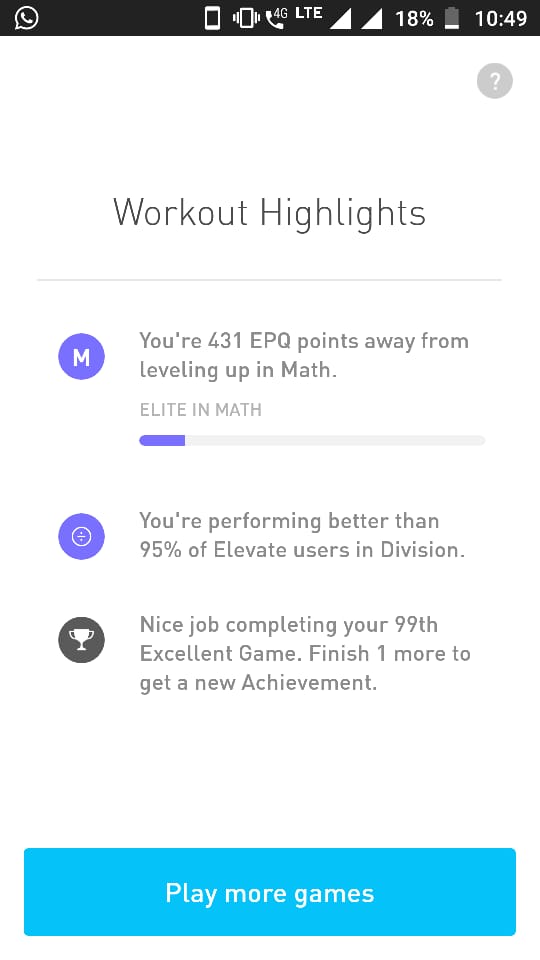 4G LTE 18% 10:49
?
Workout Highlights
M
You're 431 EPQ points away from
leveling up in Math.
ELITE IN MATH
You're performing better than
95% of Elevate users in Division.
Nice job completing your 99th
Excellent Game. Finish 1 more to
get a new Achievement.
Play more games